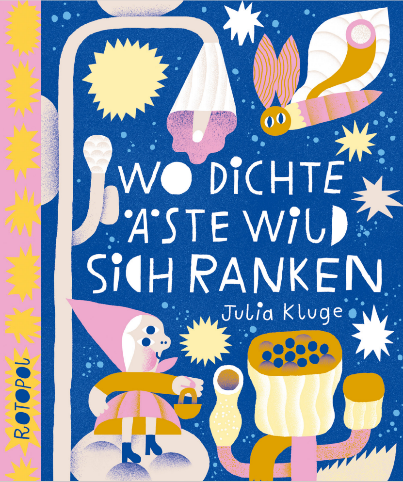 WO DICHTE
ÄSTE WILD
SICH RANKEN
Julia Kluge
ROTOPOL